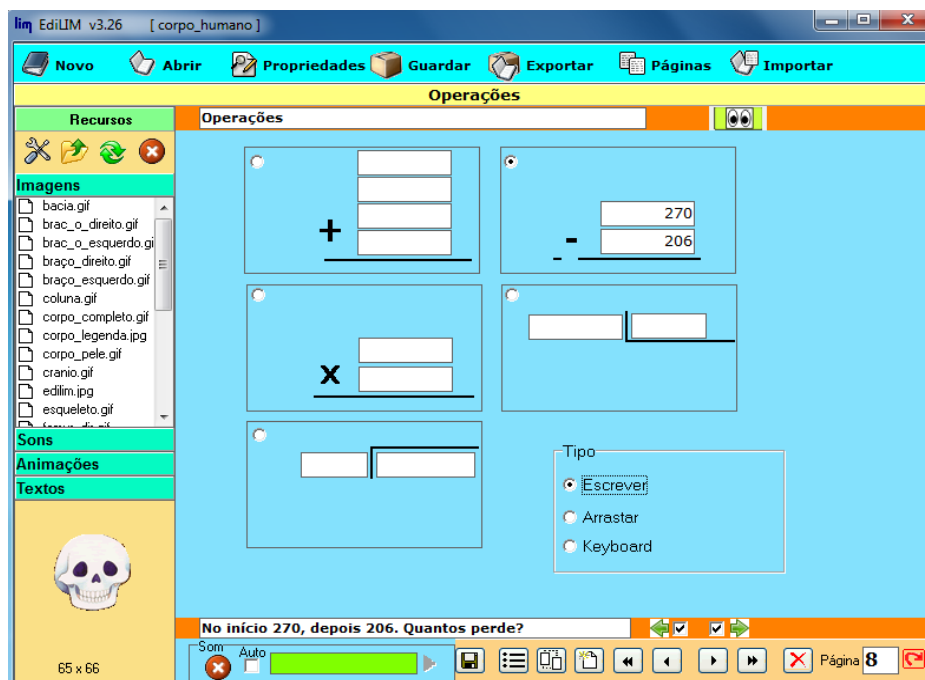 lim EdiLIM v3.26 [ corpo_humano ]
Novo Abrir Propriedades Guardar Exportar Páginas Importar
Operações
Recursos
Operações
Imagens
bacia.gif
brac_o_direito.gif
brac_o_esquerdo.gi
braço_direito.gif
braço_esquerdo.gif
coluna.gif
corpo_completo.gif
corpo_legenda.jpg
corpo_pele.gif
cranio.gif
edilim.jpg
esqueleto.gif
+
270
- 206
x
Sons
Animações
Textos
Tipo
Escrever
Arrastar
Keyboard
No início 270, depois 206. Quantos perde?
Som
Auto
65 x 66
Página 8